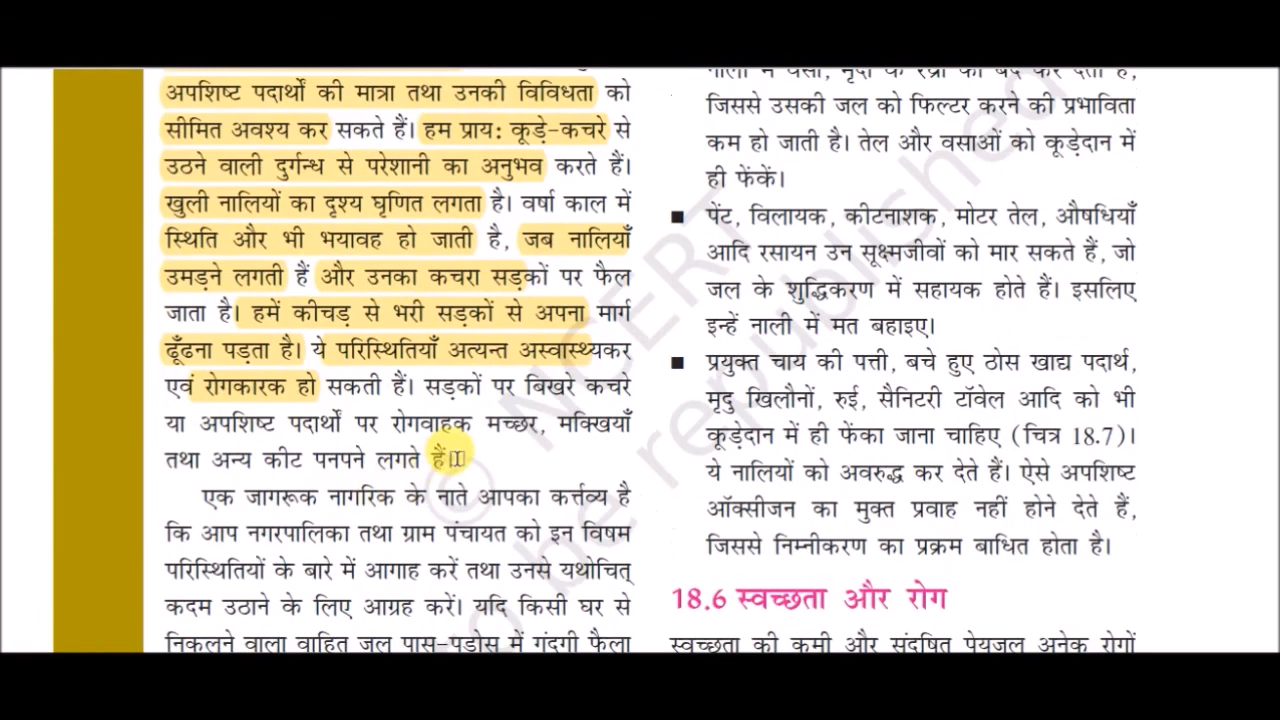 अपशिष्ट पदार्थों की मात्रा तथा उनकी विविधता को
सीमित अवश्य कर सकते हैं। हम प्राय: कूड़े-कचरे से
उठने वाली दुर्गन्ध से परेशानी का अनुभव करते हैं।
खुली नालियों का दृश्य घृणित लगता है। वर्षा काल में
स्थिति और भी भयावह हो जाती है, जब नालियाँ
उमड़ने लगती हैं और उनका कचरा सड़कों पर फैल
जाता है। हमें कीचड़ से भरी सड़कों से अपना मार्ग
ढूँढना पड़ता है। ये परिस्थितियाँ अत्यन्त अस्वास्थ्यकर
एवं रोगकारक हो सकती हैं। सड़कों पर बिखरे कचरे
या अपशिष्ट पदार्थों पर रोगवाहक मच्छर, मक्खियाँ
तथा अन्य कीट पनपने लगते हैं।
एक जागरूक नागरिक के नाते आपका कर्त्तव्य है
कि आप नगरपालिका तथा ग्राम पंचायत को इन विषम
परिस्थितियों के बारे में आगाह करें तथा उनसे यथोचित्
कदम उठाने के लिए आग्रह करें। यदि किसी घर से
निकलने वाला वाहित जल पास-पड़ोस में गंदगी फैला
नाली में वसा, मृदा के रंध्रों को बंद कर देता है,
जिससे उसकी जल को फिल्टर करने की प्रभाविता
कम हो जाती है। तेल और वसाओं को कूड़ेदान में
ही फेंकें।
■ पेंट, विलायक, कीटनाशक, मोटर तेल, औषधियाँ
आदि रसायन उन सूक्ष्मजीवों को मार सकते हैं, जो
जल के शुद्धिकरण में सहायक होते हैं। इसलिए
इन्हें नाली में मत बहाइए।
■ प्रयुक्त चाय की पत्ती, बचे हुए ठोस खाद्य पदार्थ,
मृदु खिलौनों, रुई, सैनिटरी टॉवेल आदि को भी
कूड़ेदान में ही फेंका जाना चाहिए (चित्र 18.7)।
ये नालियों को अवरुद्ध कर देते हैं। ऐसे अपशिष्ट
ऑक्सीजन का मुक्त प्रवाह नहीं होने देते हैं,
जिससे निम्नीकरण का प्रक्रम बाधित होता है।
18.6 स्वच्छता और रोग
स्वच्छता की कमी और संदूषित पेयजल अनेक रोगों
© NCERT
be republished